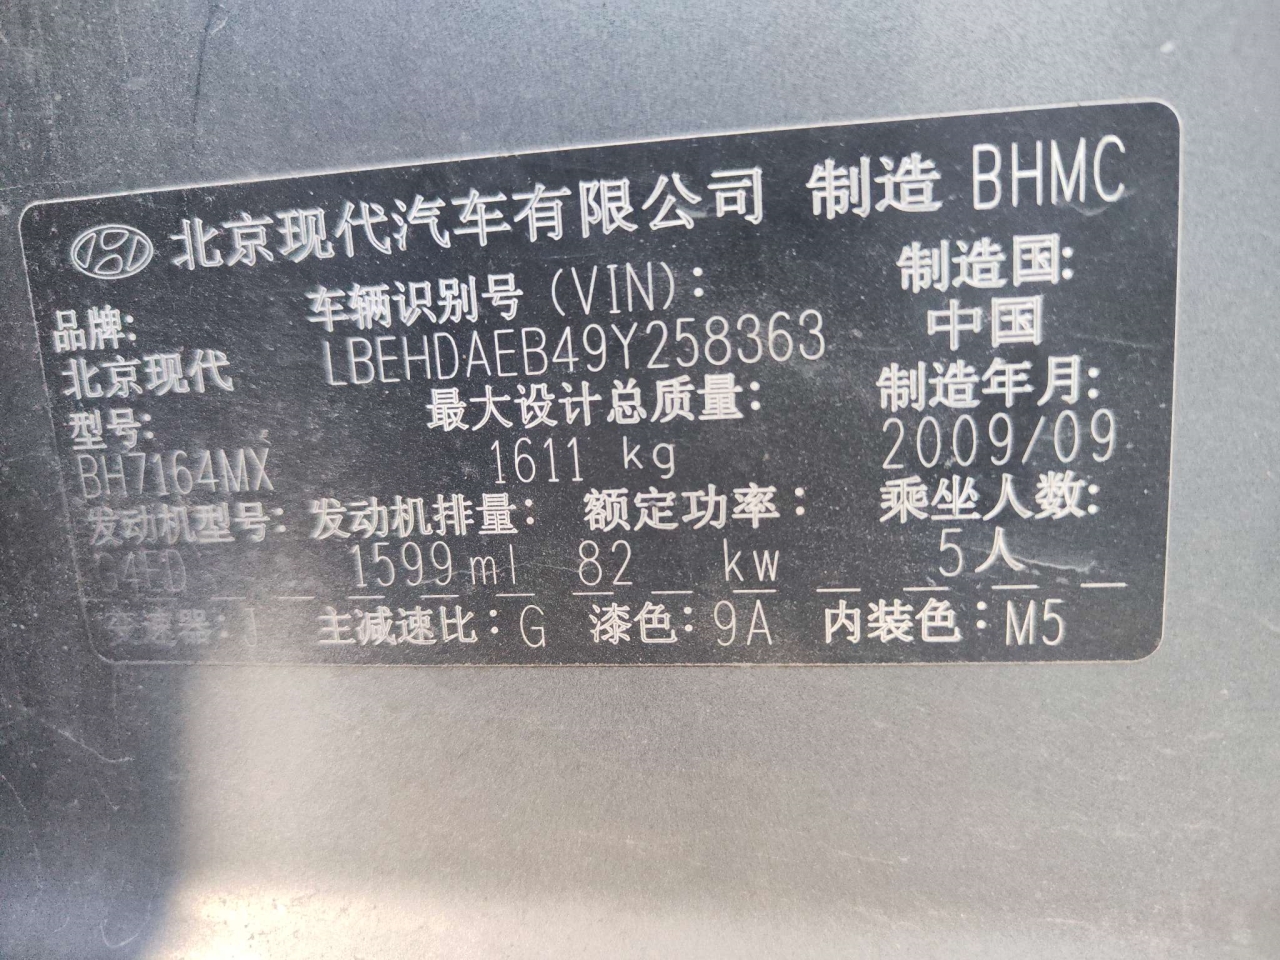 北京现代汽车有限公司 制造 BHMC
品牌: 车辆识别号 (VIN): 制造国:
北京现代 LBEHDAEB49Y258363 中国
型号: 最大设计总质量: 制造年月:
BH7164MX 1611 kg 2009/09
发动机型号: 发动机排量: 额定功率: 乘坐人数:
G4ED 1599ml 82 kw 5人
变速器:J 主减速比:G 漆色:9A 内装色:M5